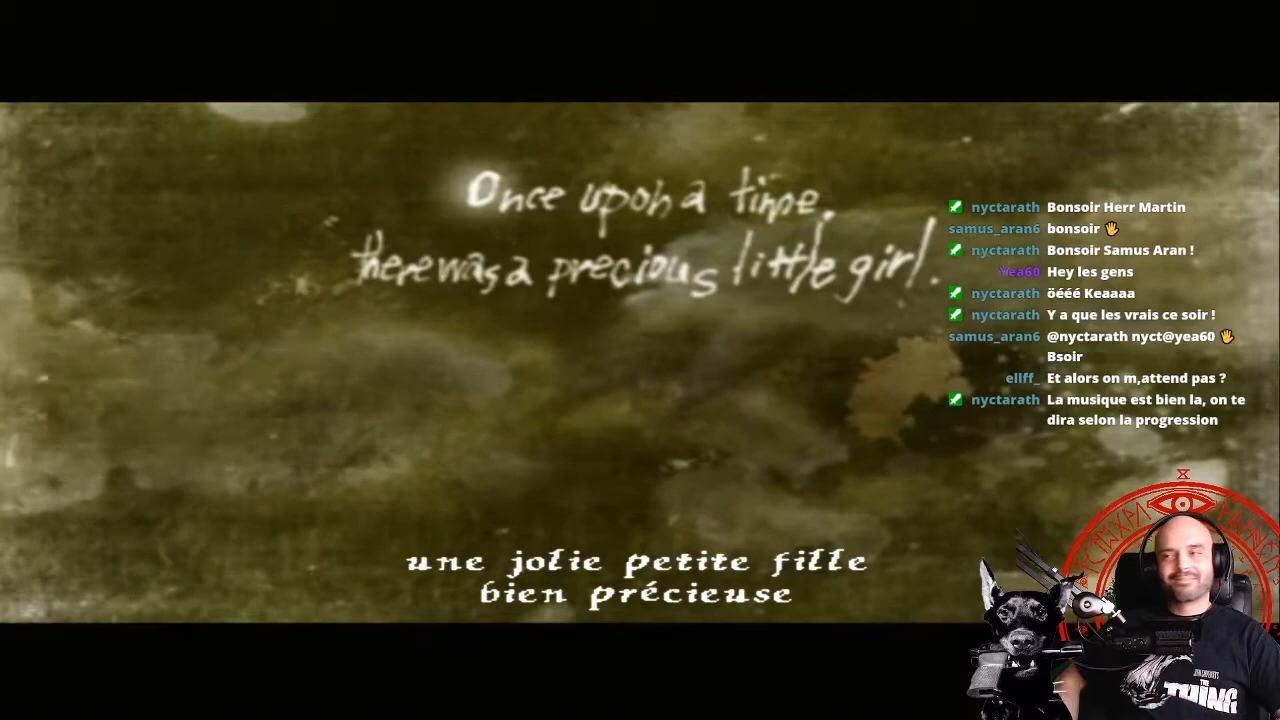 Once upon a time.
there was a precious little girl.
nyctarath Bonsoir Herr Martin
samus_aran6 bonsoir 🖐
nyctarath Bonsoir Samus Aran !
Yea60 Hey les gens
nyctarath öééé Keaaaa
nyctarath Y a que les vrais ce soir !
samus_aran6 @nyctarath nyct@yea60 🖐
Bsoir
ellff_ Et alors on m,attend pas ?
nyctarath La musique est bien la, on te
dira selon la progression
une jolie petite fille
bien précieuse
THE
THING